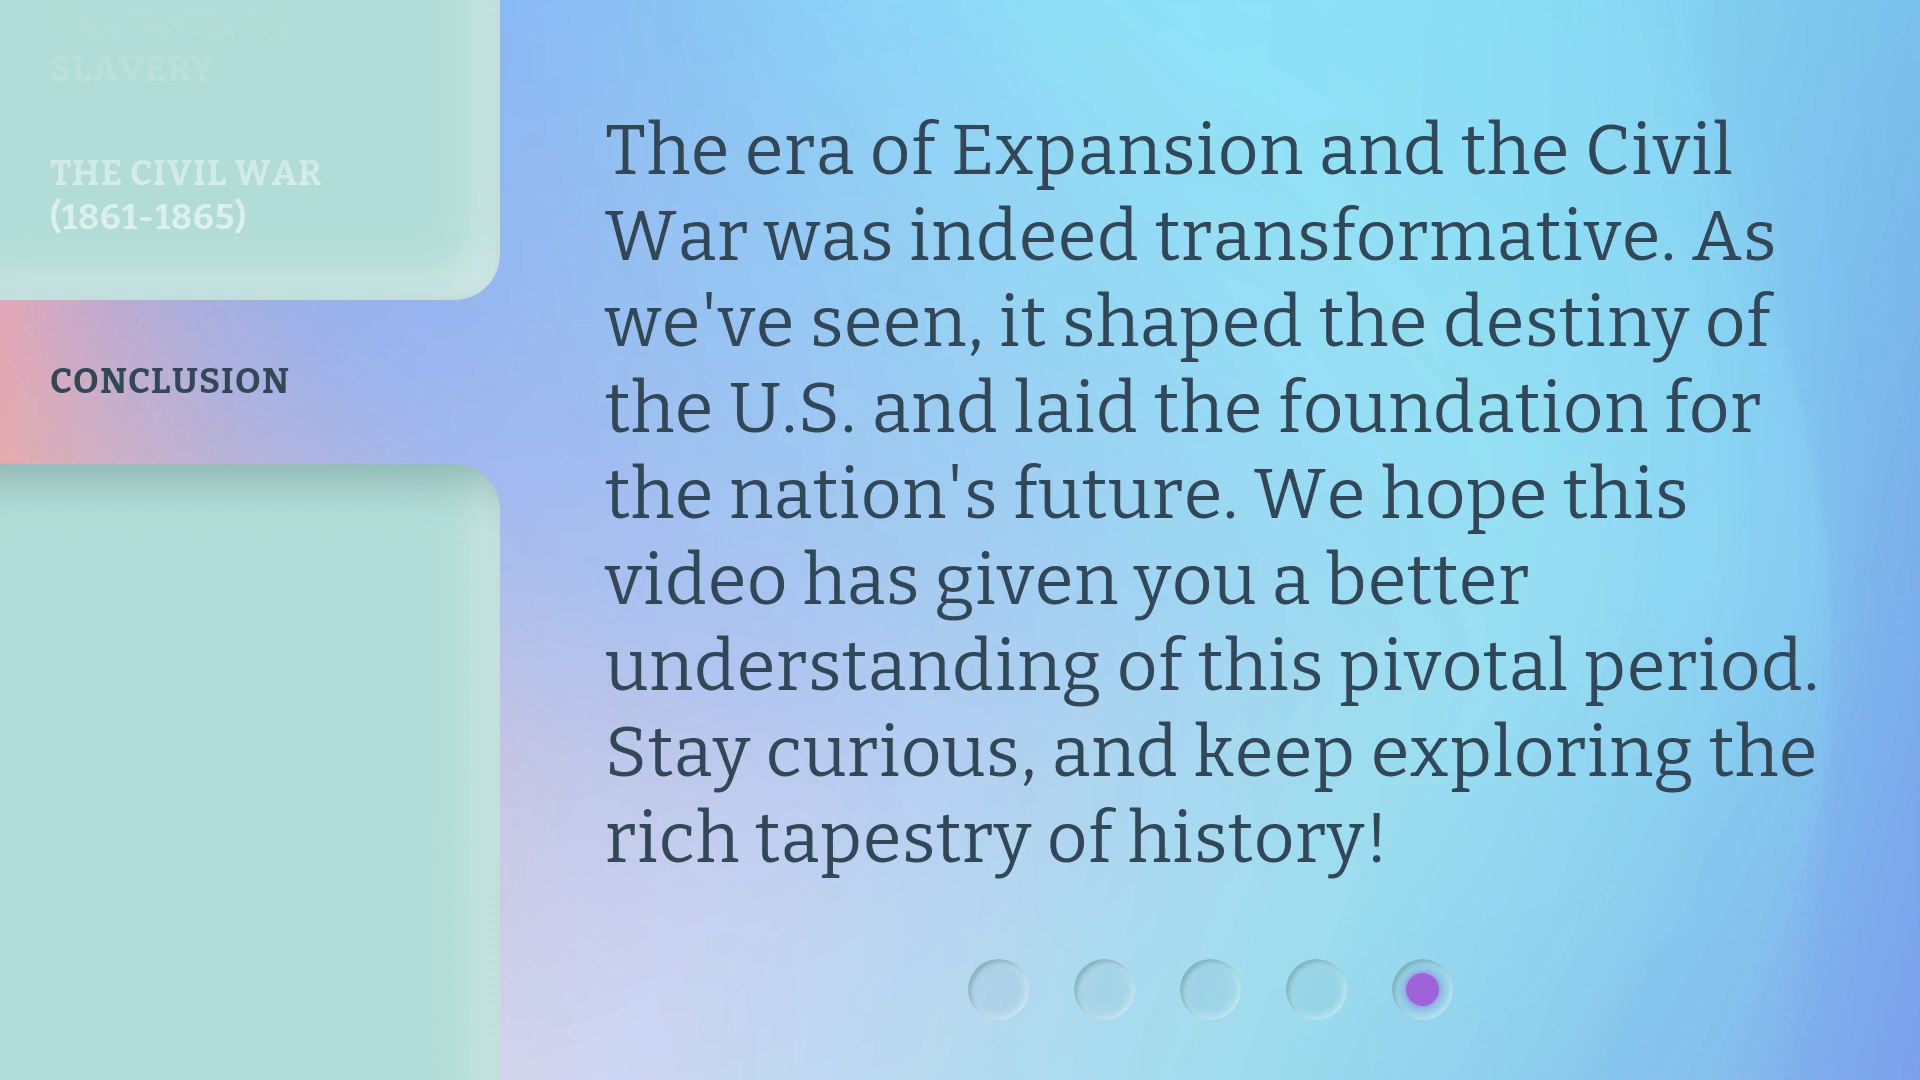 THE ISSUE OF
SLAVERY
THE CIVIL WAR
(1861-1865)
CONCLUSION
The era of Expansion and the Civil
War was indeed transformative. As
we've seen, it shaped the destiny of
the U.S. and laid the foundation for
the nation's future. We hope this
video has given you a better
understanding of this pivotal period.
Stay curious, and keep exploring the
rich tapestry of history!